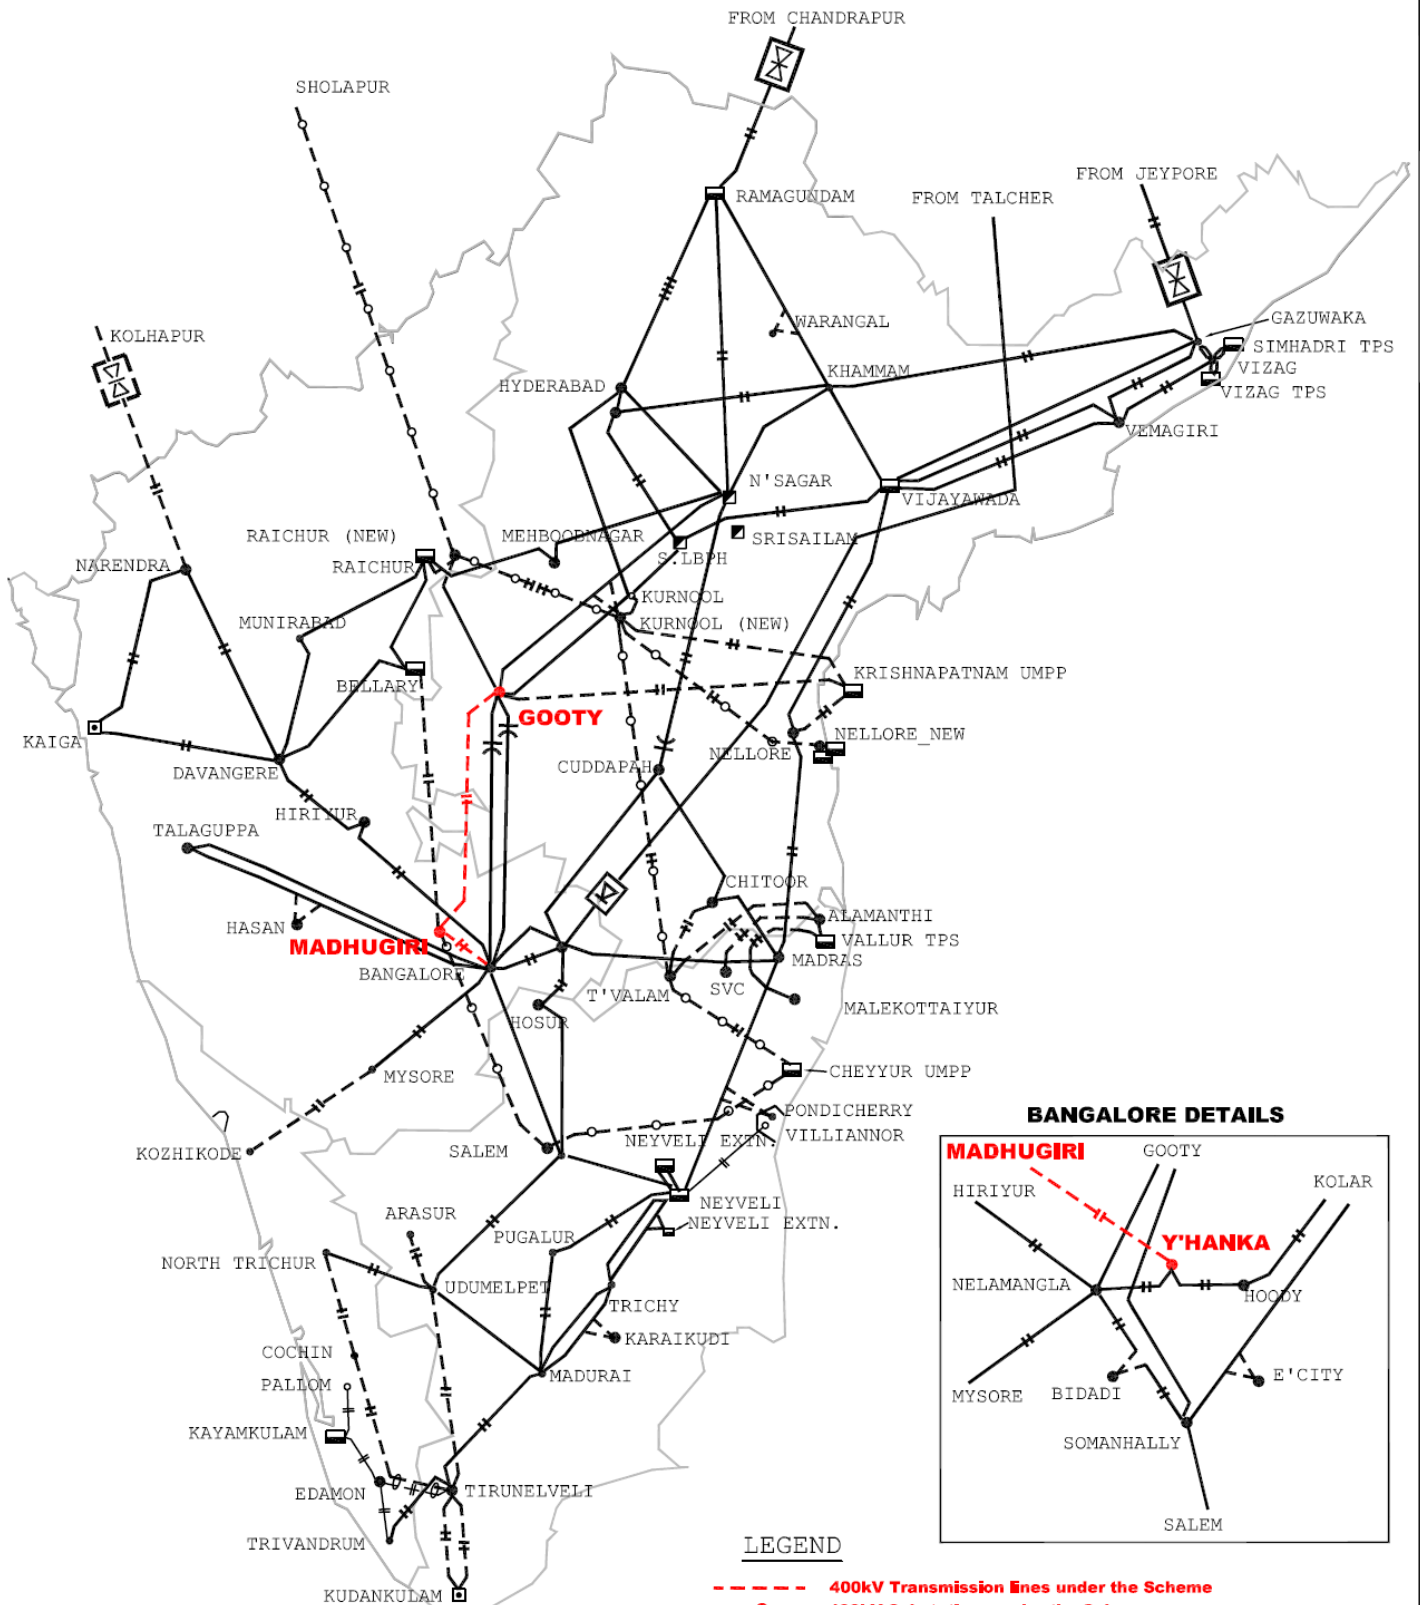 FROM CHANDRAPUR
SHOLAPUR
FROM JEYPORE
RAMAGUNDAM
FROM TALCHER
WARANGAL
GAZUWAKA
KOLHAPUR
SIMHADRI TPS
VIZAG
KHAMMAM
HYDERABAD
VIZAG TPS
VEMAGIRI
N'SAGAR
VIJAYAWADA
RAICHUR (NEW)
MEHBOOBNAGAR
SRISAILAM
S.LBPH
NARENDRA
RAICHUR
KURNOOL
MUNIRABAD
KURNOOL (NEW)
KRISHNAPATNAM UMPP
BELLARY
GOOTY
KAIGA
NELLORE_NEW
NELLORE
DAVANGERE
CUDDAPAH
HIRIYUR
TALAGUPPA
CHITOOR
ALAMANTHI
HASAN
VALLUR TPS
MADHUGIRI
BANGALORE
MADRAS
T'VALAM
SVC
MALEKOTTAIYUR
HOSUR
MYSORE
CHEYYUR UMPP
PONDICHERRY
BANGALORE DETAILS
VILLIANNOR
NEYVELI EXTN.
SALEM
KOZHIKODE
MADHUGIRI
GOOTY
KOLAR
HIRIYUR
NEYVELI
ARASUR
NEYVELI EXTN.
PUGALUR
Y'HANKA
NORTH TRICHUR
UDUMELPET
NELAMANGLA
HOODY
TRICHY
KARAIKUDI
COCHIN
MADURAI
E'CITY
PALLOM
MYSORE
BIDADI
KAYAMKULAM
SOMANHALLY
EDAMON
TIRUNELVELI
SALEM
TRIVANDRUM
LEGEND
400kV Transmission lines under the Scheme
KUDANKULAM